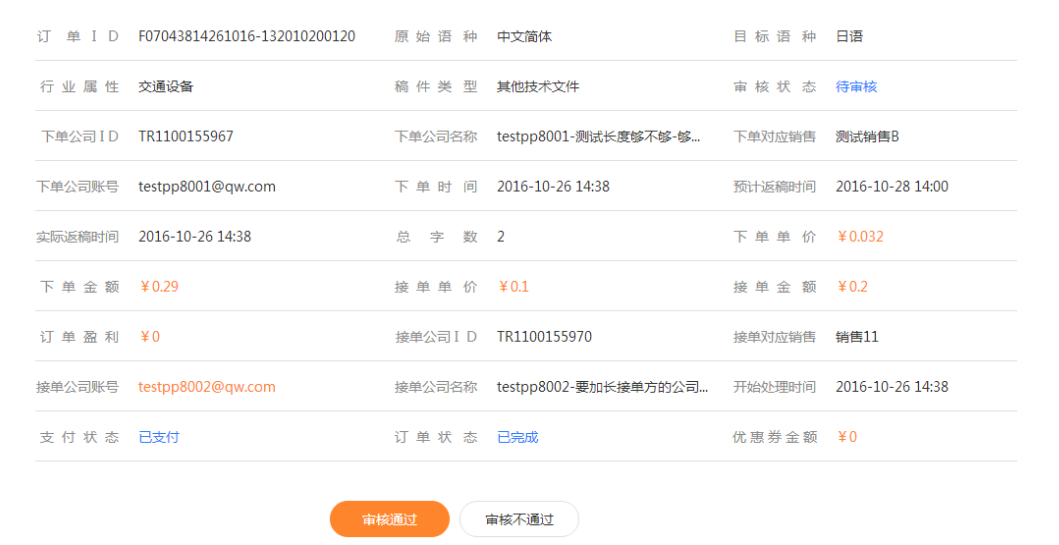 订单ID F07043814261016-132010200120 原始语种 中文简体 目标语种 日语
行业属性 交通设备 稿件类型 其他技术文件 审核状态 待审核
下单公司ID TR1100155967 下单公司名称 testpp8001-测试长度够不够-够... 下单对应销售 测试销售B
下单公司账号 testpp8001@qw.com 下单时间 2016-10-26 14:38 预计返稿时间 2016-10-28 14:00
实际返稿时间 2016-10-26 14:38 总字数 2 下单单价 ¥0.032
下单金额 ¥0.29 接单单价 ¥0.1 接单金额 ¥0.2
订单盈利 ¥0 接单公司ID TR1100155970 接单对应销售 销售11
接单公司账号 testpp8002@qw.com 接单公司名称 testpp8002-要加长接单方的公司... 开始处理时间 2016-10-26 14:38
支付状态 已支付 订单状态 已完成 优惠券金额 ¥0
审核通过 审核不通过